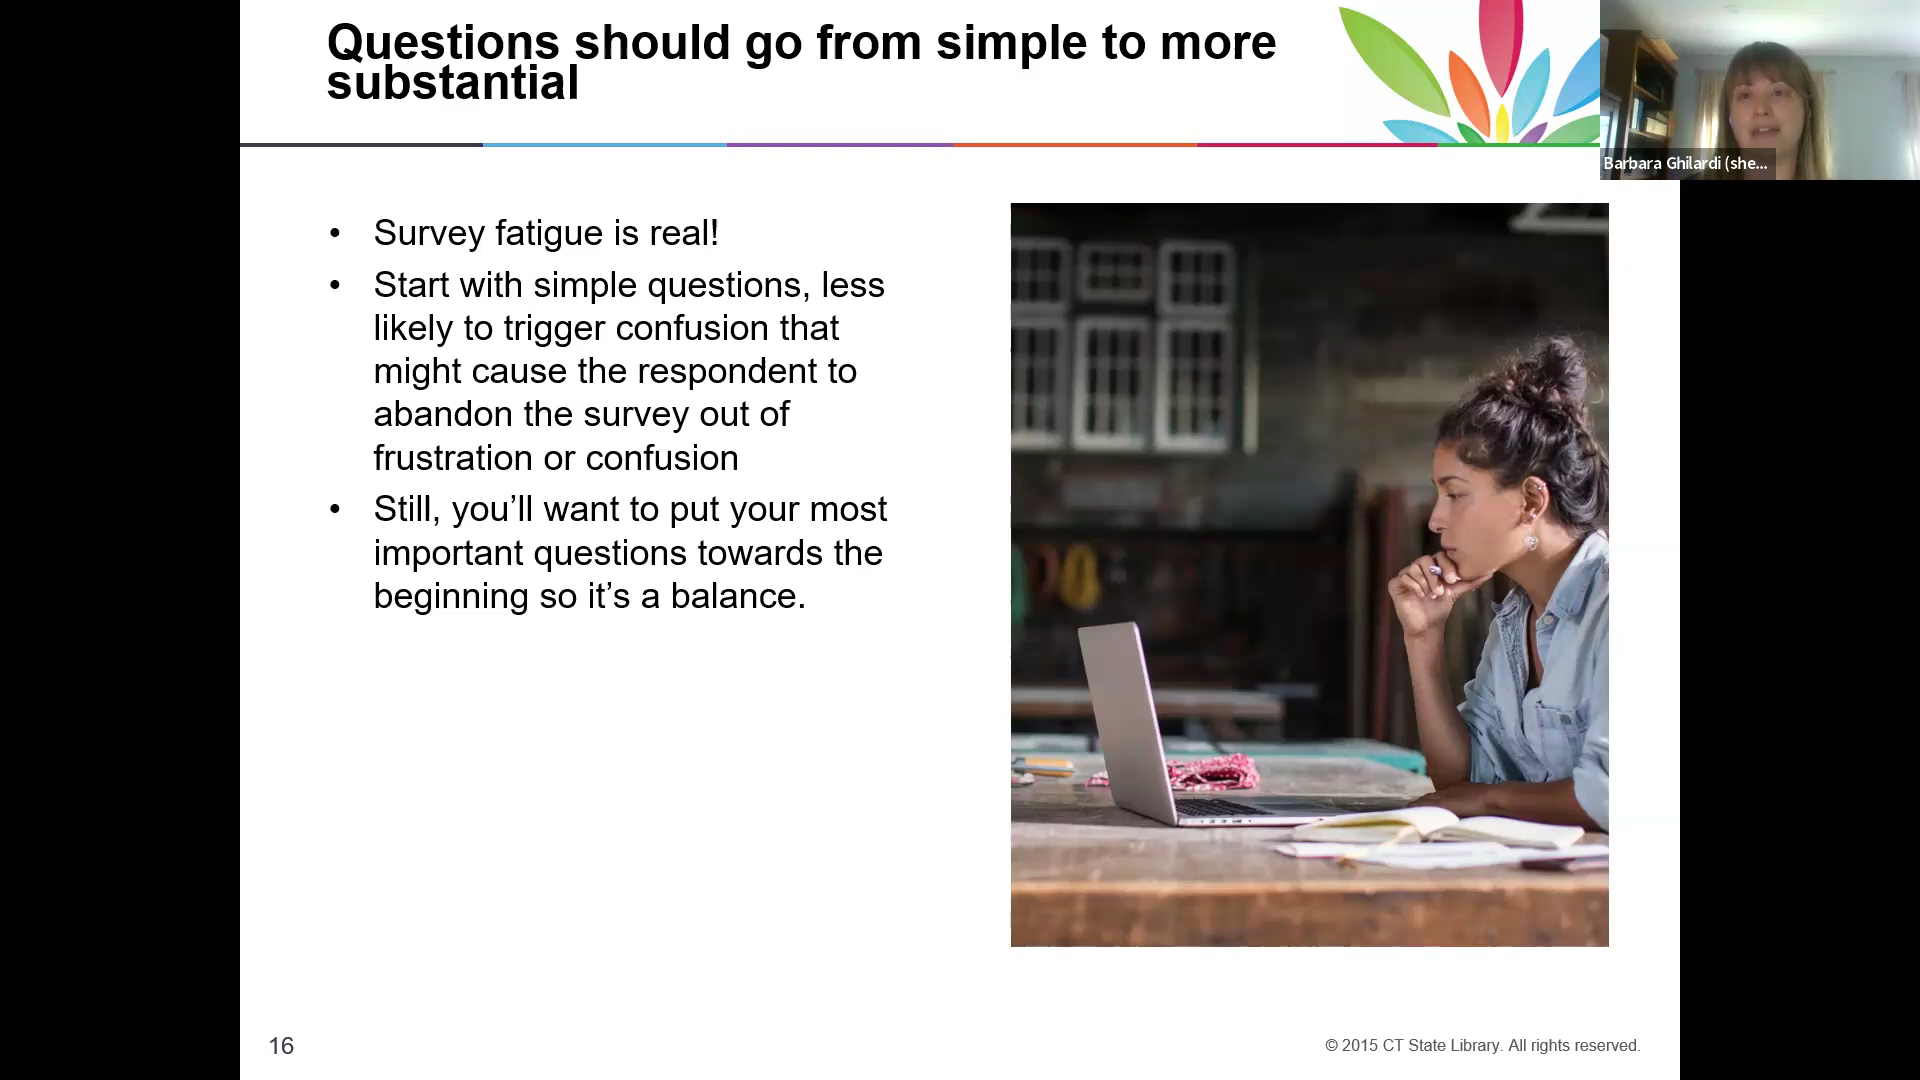 Questions should go from simple to more
substantial
Barbara Ghilardi (she...
• Survey fatigue is real!
• Start with simple questions, less
likely to trigger confusion that
might cause the respondent to
abandon the survey out of
frustration or confusion
• Still, you’ll want to put your most
important questions towards the
beginning so it’s a balance.
16
© 2015 CT State Library. All rights reserved.